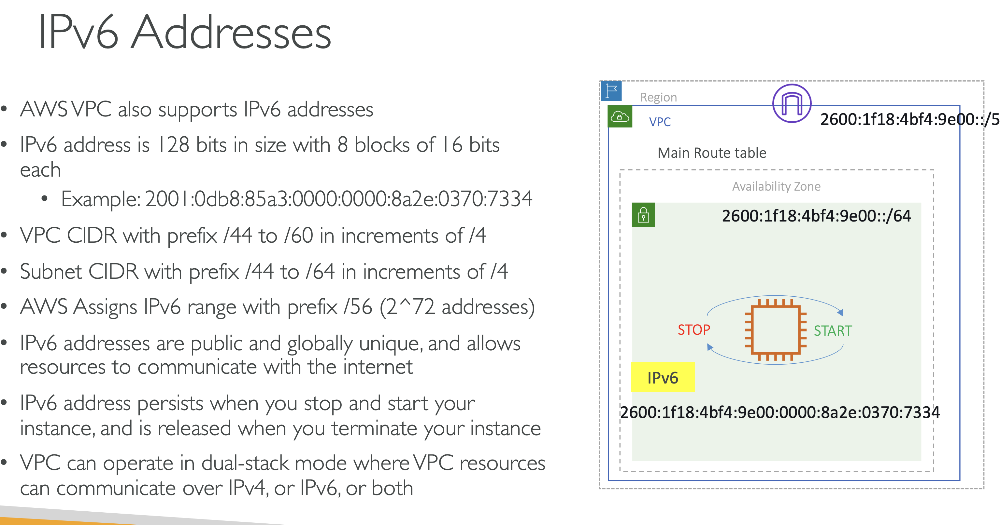 IPv6 Addresses
• AWS VPC also supports IPv6 addresses
• IPv6 address is 128 bits in size with 8 blocks of 16 bits
each
• Example: 2001:0db8:85a3:0000:0000:8a2e:0370:7334
• VPC CIDR with prefix /44 to /60 in increments of /4
• Subnet CIDR with prefix /44 to /64 in increments of /4
• AWS Assigns IPv6 range with prefix /56 (2^72 addresses)
• IPv6 addresses are public and globally unique, and allows
resources to communicate with the internet
• IPv6 address persists when you stop and start your
instance, and is released when you terminate your instance
• VPC can operate in dual-stack mode where VPC resources
can communicate over IPv4, or IPv6, or both
Region
VPC
2600:1f18:4bf4:9e00::/5
Main Route table
Availability Zone
2600:1f18:4bf4:9e00::/64
STOP
START
IPv6
2600:1f18:4bf4:9e00:0000:8a2e:0370:7334